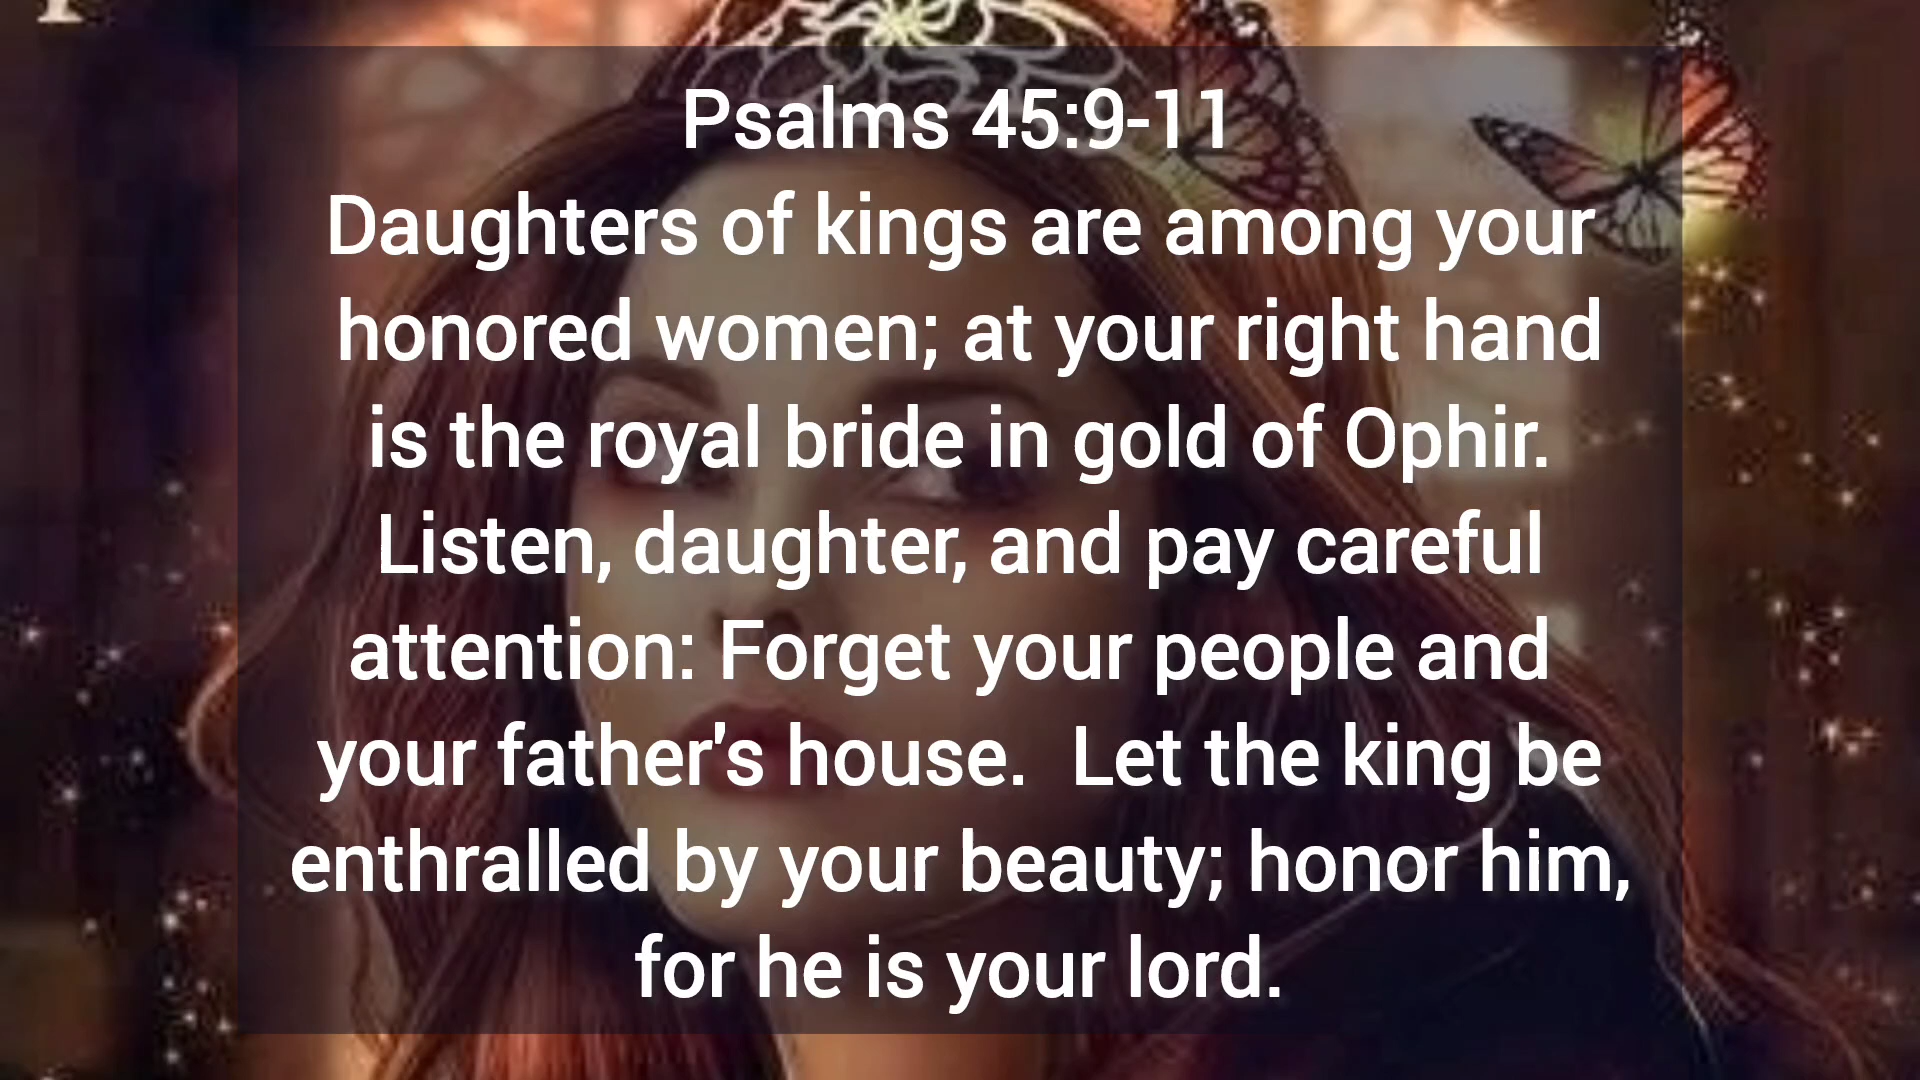 Psalms 45:9-11
Daughters of kings are among your
honored women; at your right hand
is the royal bride in gold of Ophir.
Listen, daughter, and pay careful
attention: Forget your people and
your father's house.  Let the king be
enthralled by your beauty; honor him,
for he is your lord.